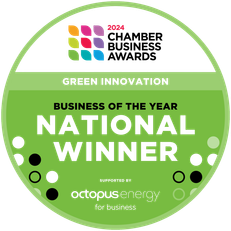 2024
CHAMBER
BUSINESS
AWARDS
GREEN INNOVATION
BUSINESS OF THE YEAR
NATIONAL
WINNER
SUPPORTED BY
octopusenergy
for business